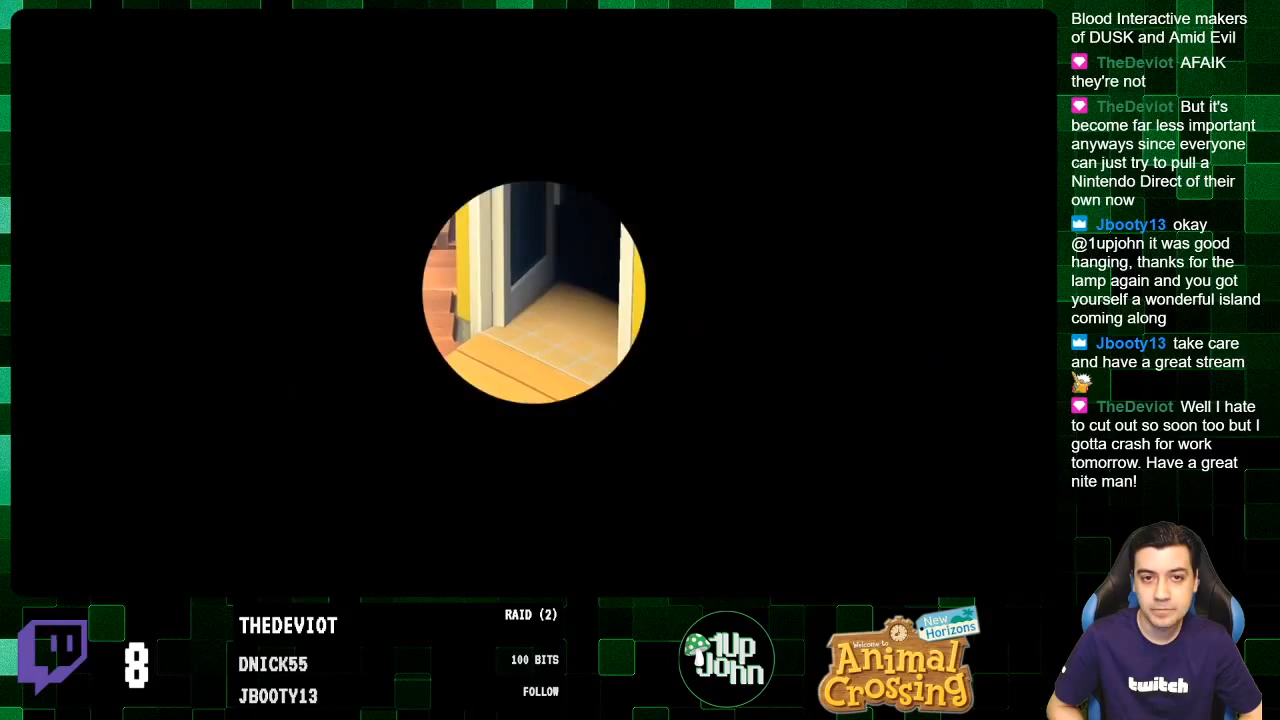 Blood Interactive makers
of DUSK and Amid Evil
TheDeviot AFAIK
they're not
TheDeviot But it's
become far less important
anyways since everyone
can just try to pull a
Nintendo Direct of their
own now
Jbooty13 okay
@1upjohn it was good
hanging, thanks for the
lamp again and you got
yourself a wonderful island
coming along
Jbooty13 take care
and have a great stream
TheDeviot Well I hate
to cut out so soon too but I
gotta crash for work
tomorrow. Have a great
nite man!
8
THEDEVIOT RAID (2)
DNICK55 100 BITS
JBOOTY13 FOLLOW
1Up
John
New
Horizons
Welcome to
Animal
Crossing
twitch